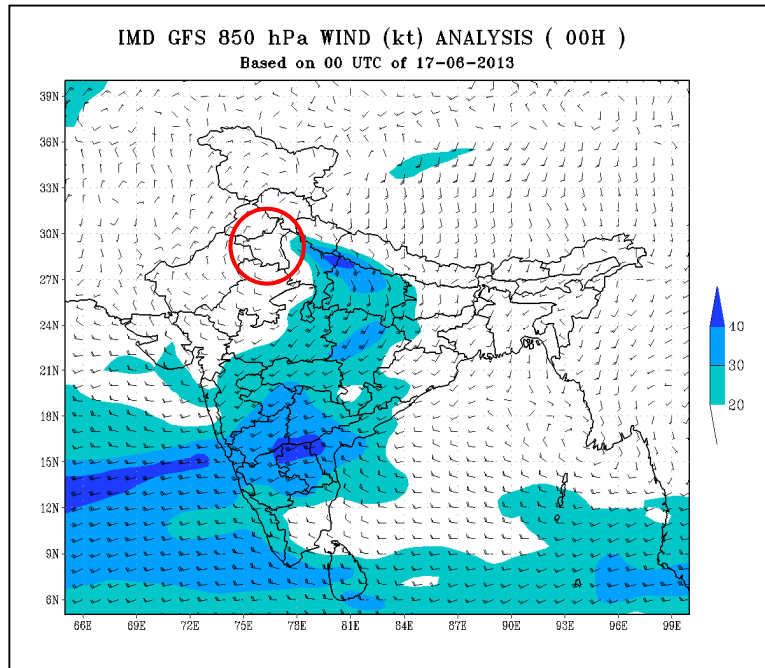 IMD GFS 850 hPa WIND (kt) ANALYSIS ( 00H )
Based on 00 UTC of 17-06-2013
39N
36N
33N
30N
27N
24N
21N
18N
15N
12N
9N
6N
66E 69E 72E 75E 78E 81E 84E 87E 90E 93E 96E 99E
40
30
20